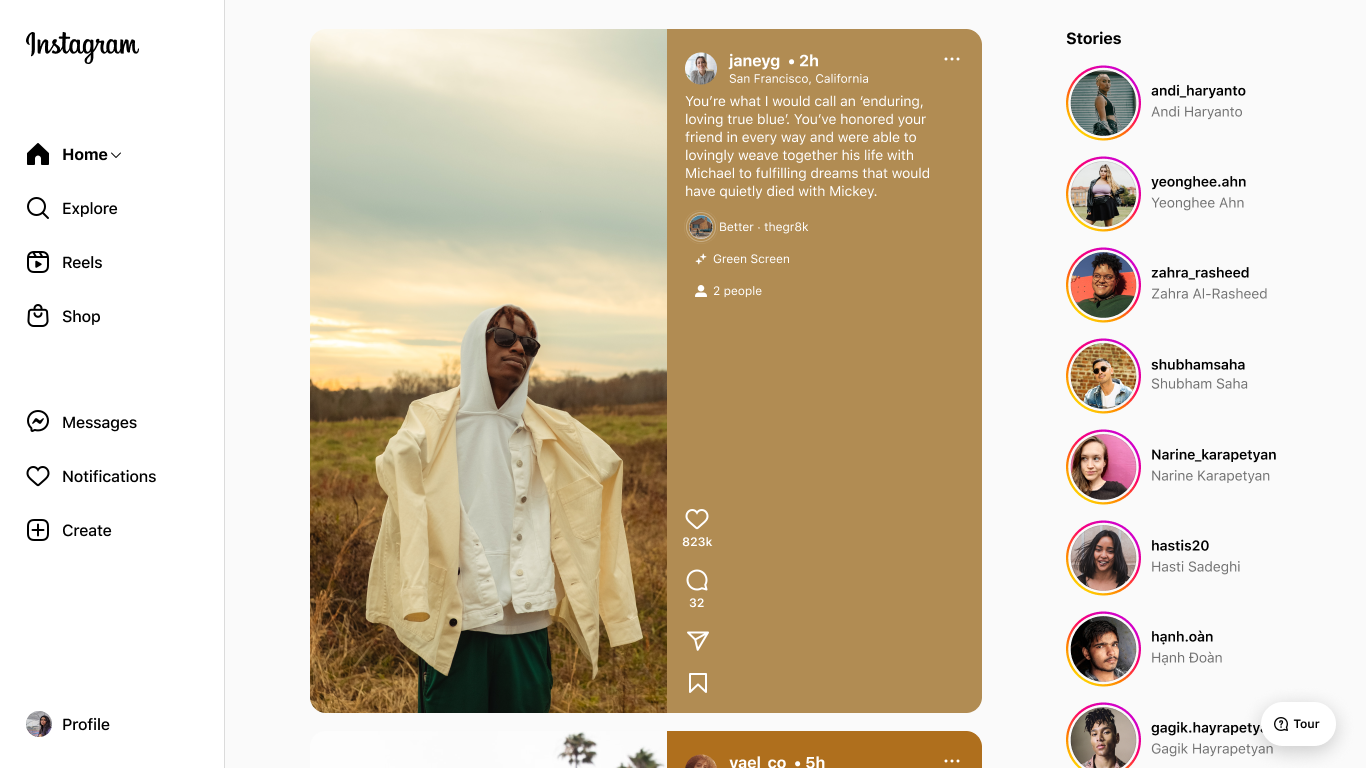 Instagram
Home
Explore
Reels
Shop
Messages
Notifications
Create
Profile
janeyg • 2h
San Francisco, California
You’re what I would call an ‘enduring,
loving true blue’. You’ve honored your
friend in every way and were able to
lovingly weave together his life with
Michael to fulfilling dreams that would
have quietly died with Mickey.
Better · thegr8k
Green Screen
2 people
823k
32
yael_co • 5h
Stories
andi_haryanto
Andi Haryanto
yeonghee.ahn
Yeonghee Ahn
zahra_rasheed
Zahra Al-Rasheed
shubhamsaha
Shubham Saha
Narine_karapetyan
Narine Karapetyan
hastis20
Hasti Sadeghi
hạnh.oàn
Hạnh Đoàn
gagik.hayrapety
Gagik Hayrapetyan
Tour